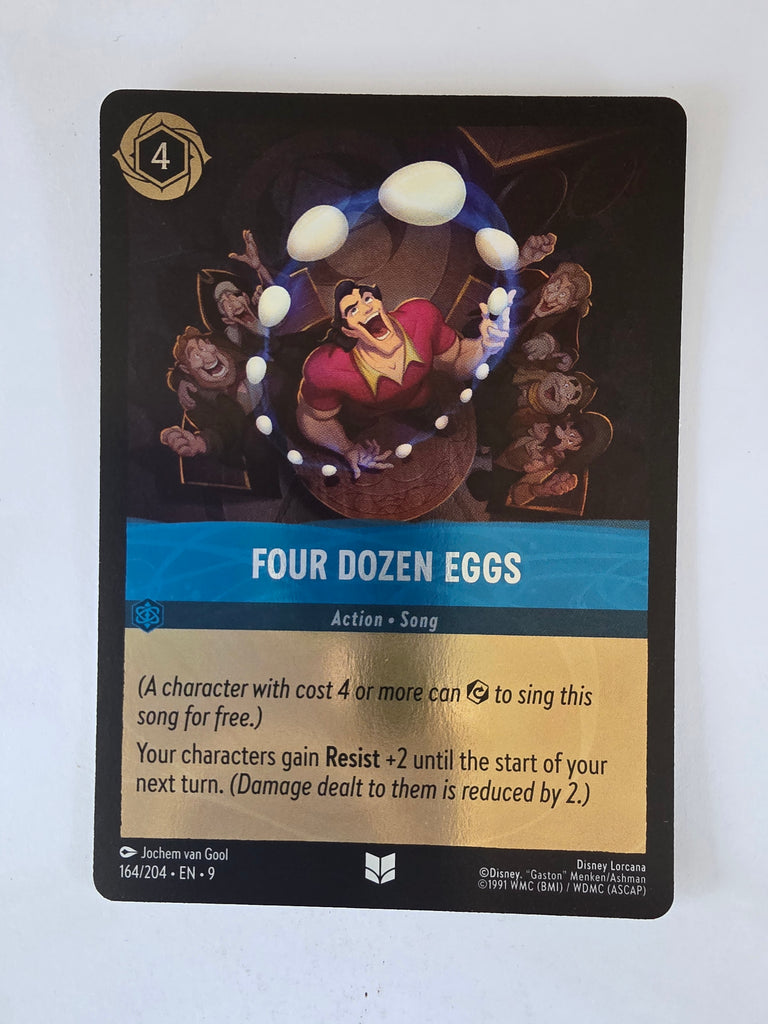 4
FOUR DOZEN EGGS
Action • Song
(A character with cost 4 or more can to sing this
song for free.)
Your characters gain Resist +2 until the start of your
next turn. (Damage dealt to them is reduced by 2.)
Jochem van Gool
164/204 • EN • 9
Disney Lorcana
©Disney. "Gaston" Menken/Ashman
©1991 WMC (BMI) / WDMC (ASCAP)